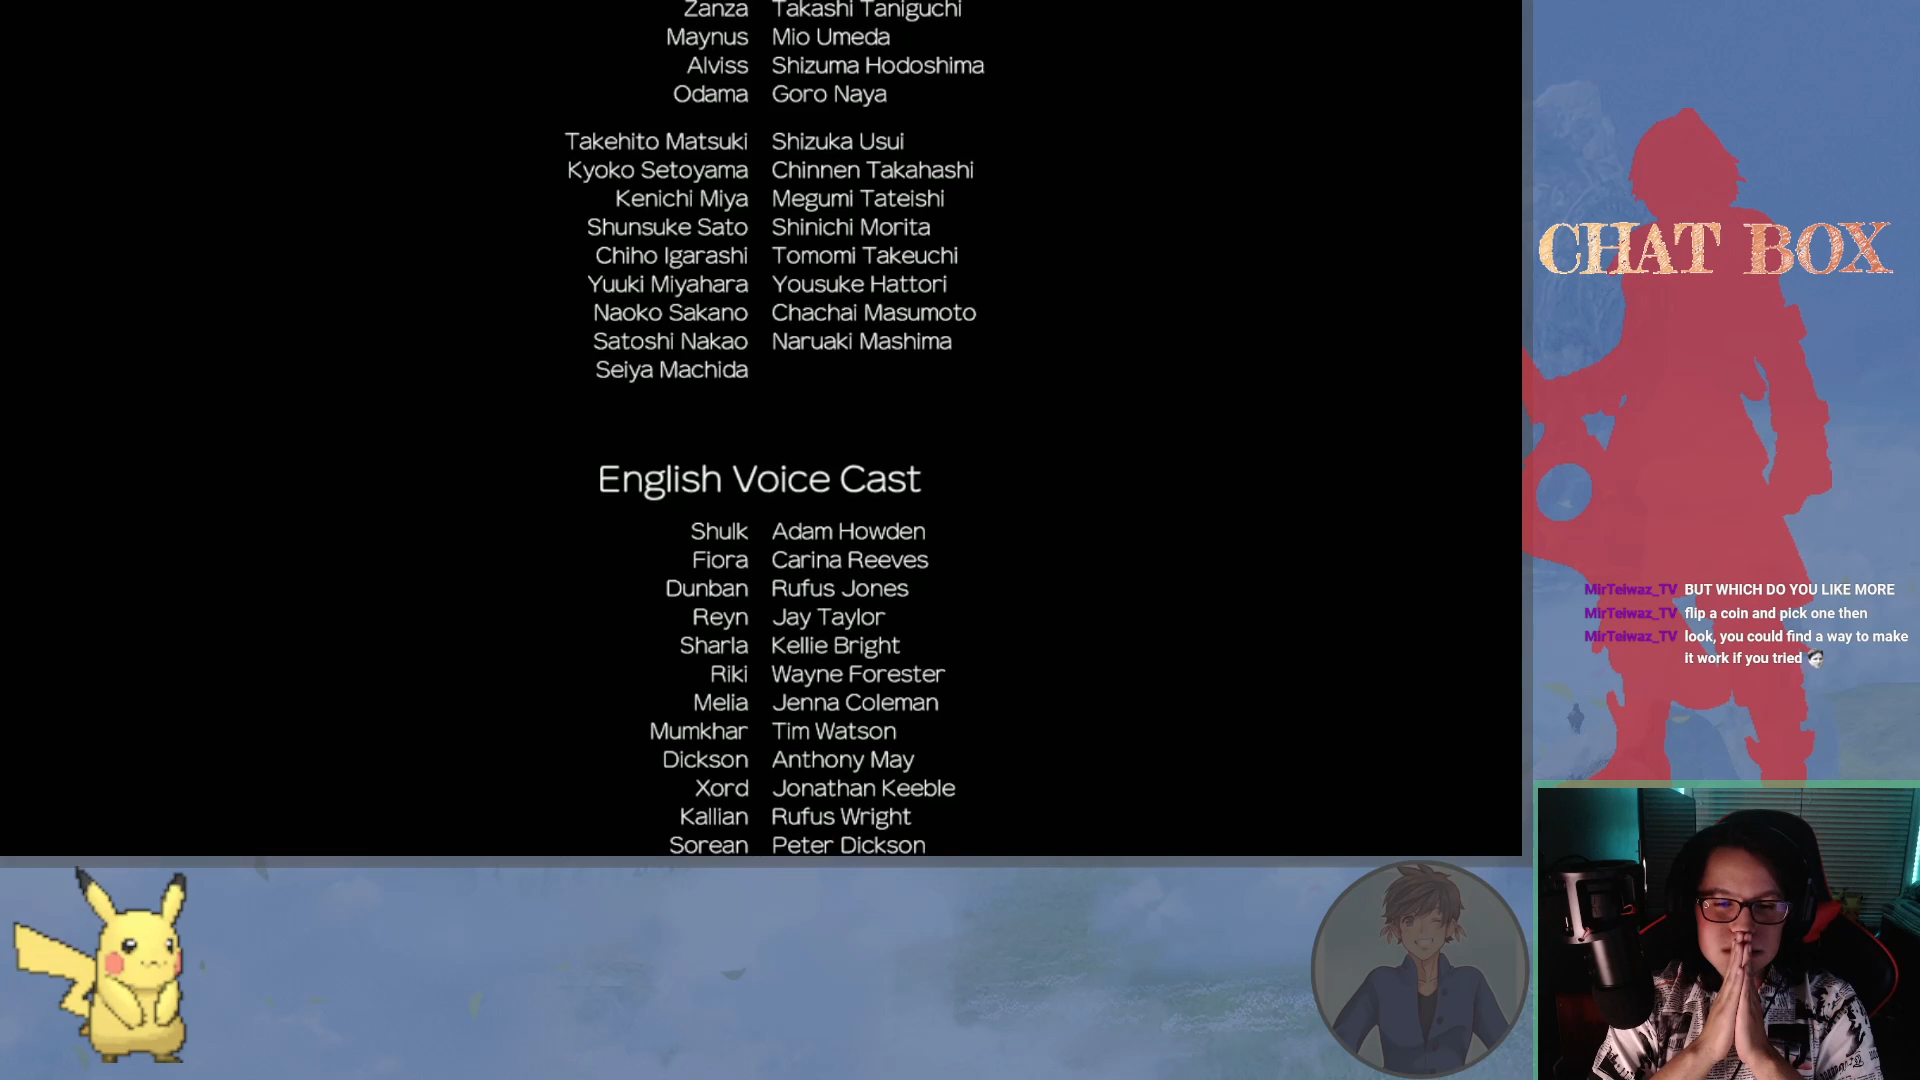 Zanza Takashi Taniguchi
Maynus Mio Umeda
Alviss Shizuma Hodoshima
Odama Goro Naya
Takehito Matsuki Shizuka Usui
Kyoko Setoyama Chinnen Takahashi
Kenichi Miya Megumi Tateishi
Shunsuke Sato Shinichi Morita
Chiho Igarashi Tomomi Takeuchi
Yuuki Miyahara Yousuke Hattori
Naoko Sakano Chachai Masumoto
Satoshi Nakao Naruaki Mashima
Seiya Machida
English Voice Cast
Shulk Adam Howden
Fiora Carina Reeves
Dunban Rufus Jones
Reyn Jay Taylor
Sharla Kellie Bright
Riki Wayne Forester
Melia Jenna Coleman
Mumkhar Tim Watson
Dickson Anthony May
Xord Jonathan Keeble
Kallian Rufus Wright
Sorean Peter Dickson
CHAT BOX
MirTeiwaz_TV BUT WHICH DO YOU LIKE MORE
MirTeiwaz_TV flip a coin and pick one then
MirTeiwaz_TV look, you could find a way to make
it work if you tried